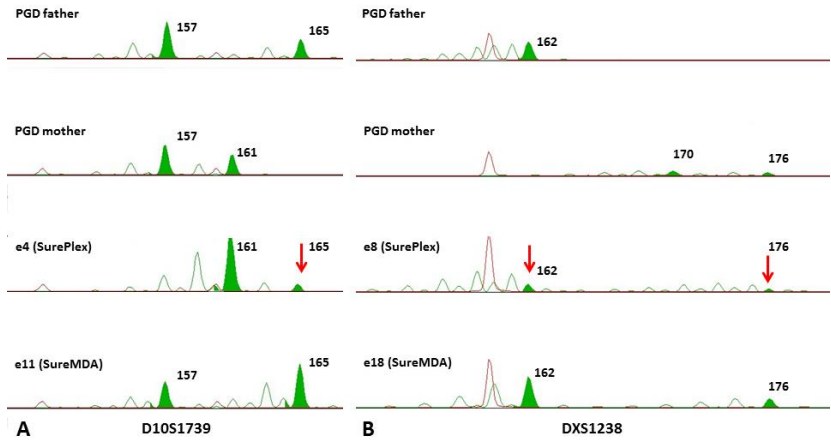 PGD father
157
165
PGD mother
157
161
e4 (SurePlex)
161
165
e11 (SureMDA)
157
165
A
D10S1739
PGD father
162
PGD mother
170
176
e8 (SurePlex)
162
176
e18 (SureMDA)
162
176
B
DXS1238